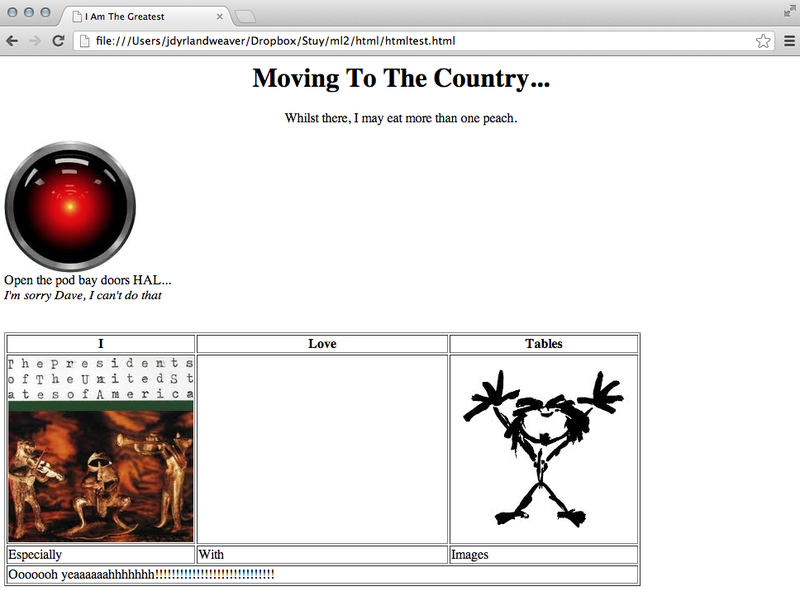 I Am The Greatest
file:///Users/jdyrlandweaver/Dropbox/Stuy/ml2/html/htmltest.html
Moving To The Country...
Whilst there, I may eat more than one peach.
Open the pod bay doors HAL...
I'm sorry Dave, I can't do that
I Love Tables
T h e P r e s i d e n t s
o f T h e U n i t e d S t
a t e s o f A m e r i c a
Especially With Images
Ooooooh yeaaaaaahhhhhhh!!!!!!!!!!!!!!!!!!!!!!!!!!!!!